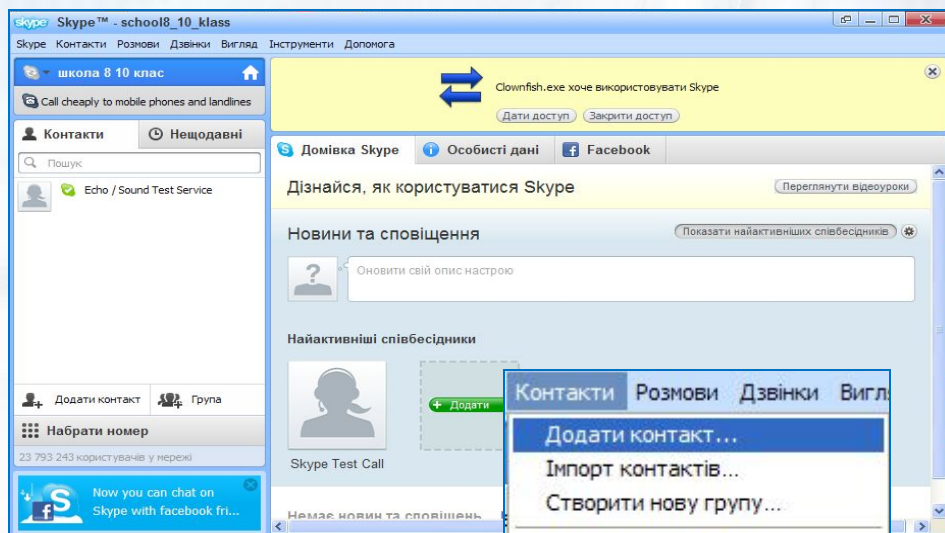 Skype™ - school8_10_klass
Skype Контакти Розмови Дзвінки Вигляд Інструменти Допомога
школа 8 10 клас
Call cheaply to mobile phones and landlines
Контакти Нещодавні
Пошук
Echo / Sound Test Service
Додати контакт Група
Набрати номер
23 793 243 користувачів у мережі
Now you can chat on
Skype with facebook fri...
Clownfish.exe хоче використовувати Skype
Дати доступ Закрити доступ
Домівка Skype Особисті дані Facebook
Дізнайся, як користуватися Skype Переглянути відеоуроки
Новини та сповіщення Показати найактивніших співбесідників
Оновити свій опис настрою
Найактивніші співбесідники
Додати
Skype Test Call
Немає новин та сповіщень
Контакти Розмови Дзвінки Вигл
Додати контакт...
Імпорт контактів...
Створити нову групу...